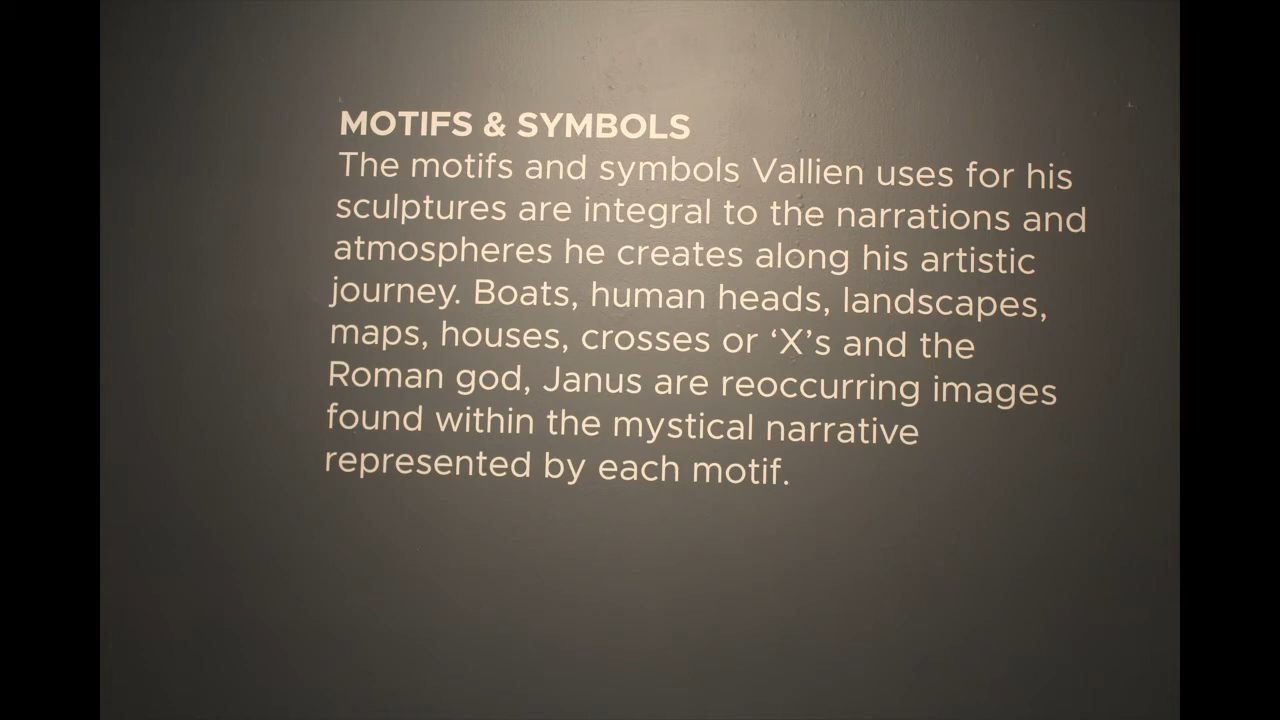 MOTIFS & SYMBOLS
The motifs and symbols Vallien uses for his
sculptures are integral to the narrations and
atmospheres he creates along his artistic
journey. Boats, human heads, landscapes,
maps, houses, crosses or ‘X’s and the
Roman god, Janus are reoccurring images
found within the mystical narrative
represented by each motif.